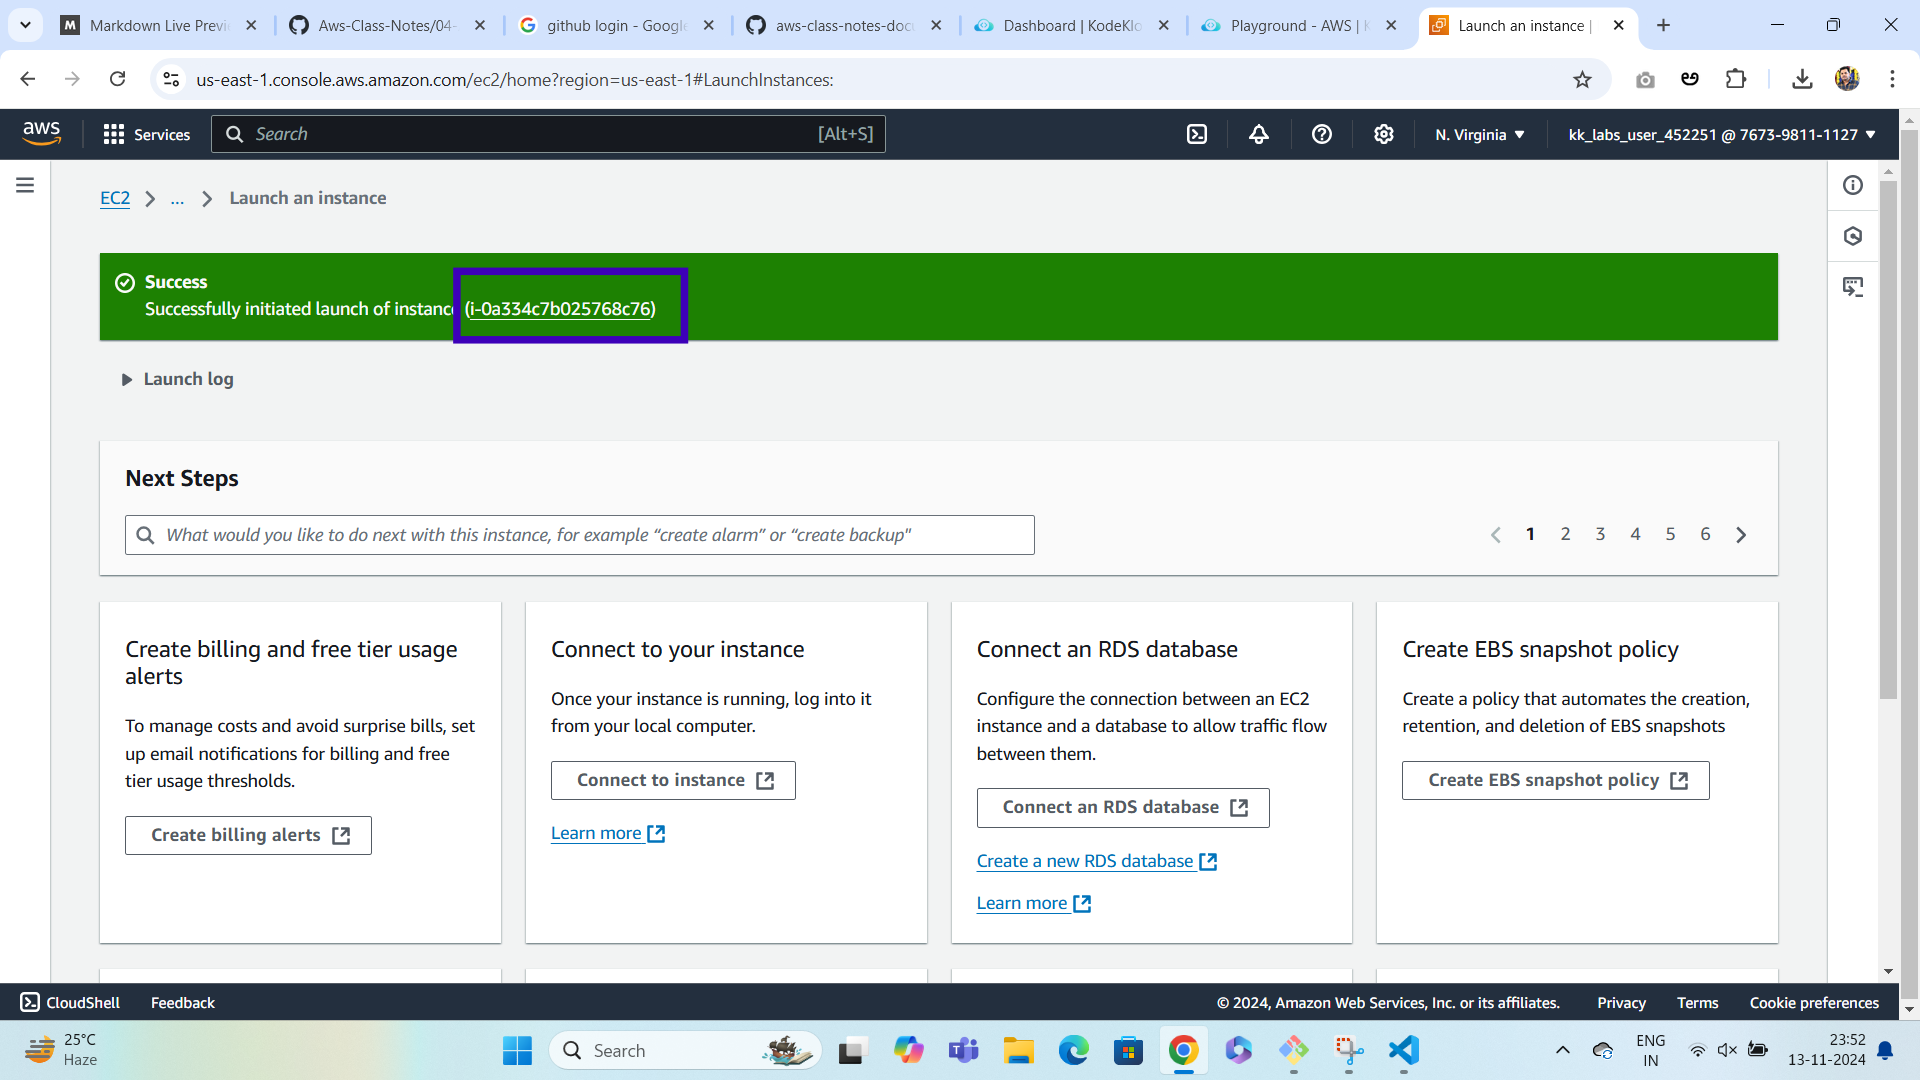 Markdown Live Previ
Aws-Class-Notes/04-
github login - Google
aws-class-notes-docu
Dashboard | KodeKlo
Playground - AWS | K
Launch an instance |
us-east-1.console.aws.amazon.com/ec2/home?region=us-east-1#LaunchInstances:
aws
Services
Search
[Alt+S]
N. Virginia
kk_labs_user_452251 @ 7673-9811-1127
EC2
...
Launch an instance
Success
Successfully initiated launch of instance (i-0a334c7b025768c76)
Launch log
Next Steps
What would you like to do next with this instance, for example “create alarm” or “create backup"
1 2 3 4 5 6
Create billing and free tier usage
alerts
To manage costs and avoid surprise bills, set
up email notifications for billing and free
tier usage thresholds.
Create billing alerts
Connect to your instance
Once your instance is running, log into it
from your local computer.
Connect to instance
Learn more
Connect an RDS database
Configure the connection between an EC2
instance and a database to allow traffic flow
between them.
Connect an RDS database
Create a new RDS database
Learn more
Create EBS snapshot policy
Create a policy that automates the creation,
retention, and deletion of EBS snapshots
Create EBS snapshot policy
CloudShell
Feedback
© 2024, Amazon Web Services, Inc. or its affiliates.
Privacy
Terms
Cookie preferences
25°C
Haze
Search
ENG
IN
23:52
13-11-2024